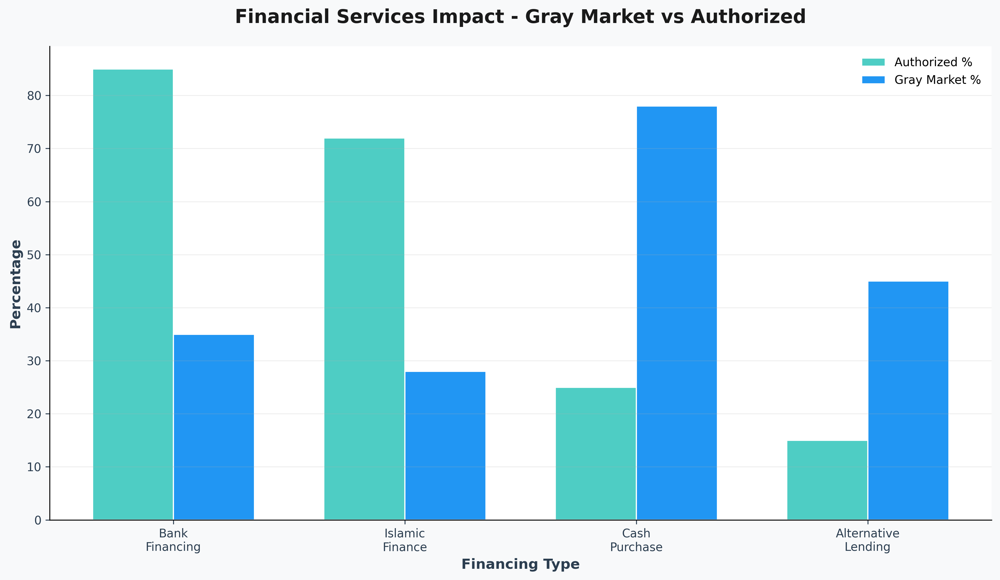 Financial Services Impact - Gray Market vs Authorized
Authorized %
Gray Market %
Percentage
80
70
60
50
40
30
20
10
0
Bank
Financing
Islamic
Finance
Cash
Purchase
Alternative
Lending
Financing Type